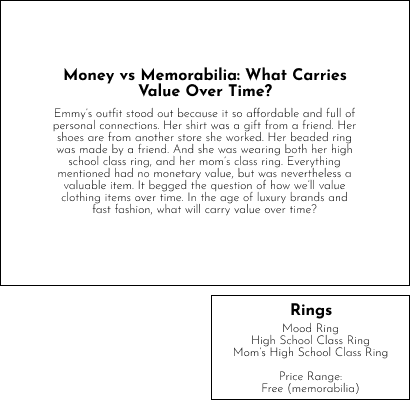 Money vs Memorabilia: What Carries
Value Over Time?
Emmy's outfit stood out because it so affordable and full of
personal connections. Her shirt was a gift from a friend. Her
shoes are from another store she worked. Her beaded ring
was made by a friend. And she was wearing both her high
school class ring, and her mom's class ring. Everything
mentioned had no monetary value, but was nevertheless a
valuable item. It begged the question of how we'll value
clothing items over time. In the age of luxury brands and
fast fashion, what will carry value over time?
Rings
Mood Ring
High School Class Ring
Mom's High School Class Ring
Price Range:
Free (memorabilia)